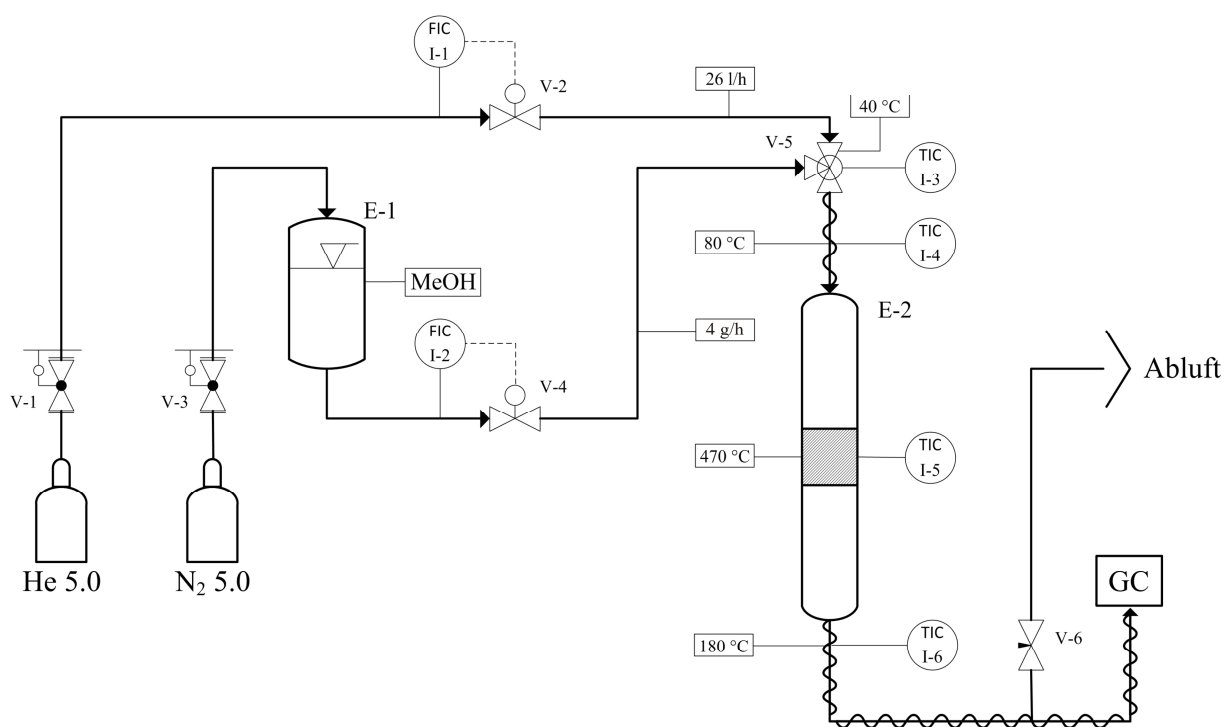 FIC
I-1
V-2
26 l/h
40 °C
V-5
TIC
I-3
E-1
80 °C
TIC
I-4
MeOH
E-2
FIC
I-2
4 g/h
V-1
V-3
V-4
Abluft
470 °C
TIC
I-5
He 5.0
N₂ 5.0
GC
180 °C
TIC
I-6
V-6